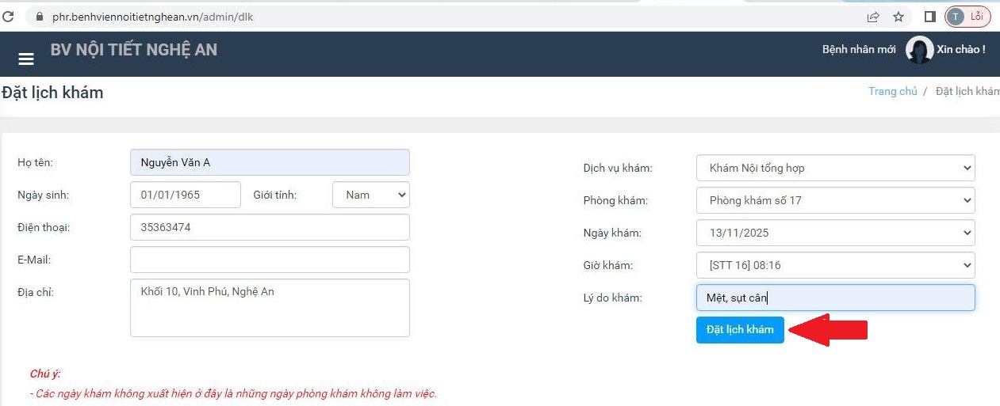 phr.benhviennoitietnghean.vn/admin/dlk
T Lỗi
BV NỘI TIẾT NGHỆ AN
Bệnh nhân mới Xin chào !
Đặt lịch khám
Trang chủ / Đặt lịch khám
Họ tên: Nguyễn Văn A
Ngày sinh: 01/01/1965 Giới tính: Nam
Điện thoại: 35363474
E-Mail:
Địa chỉ: Khối 10, Vinh Phú, Nghệ An
Dịch vụ khám: Khám Nội tổng hợp
Phòng khám: Phòng khám số 17
Ngày khám: 13/11/2025
Giờ khám: [STT 16] 08:16
Lý do khám: Mệt, sụt cân
Đặt lịch khám
Chú ý:
- Các ngày khám không xuất hiện ở đây là những ngày phòng khám không làm việc.